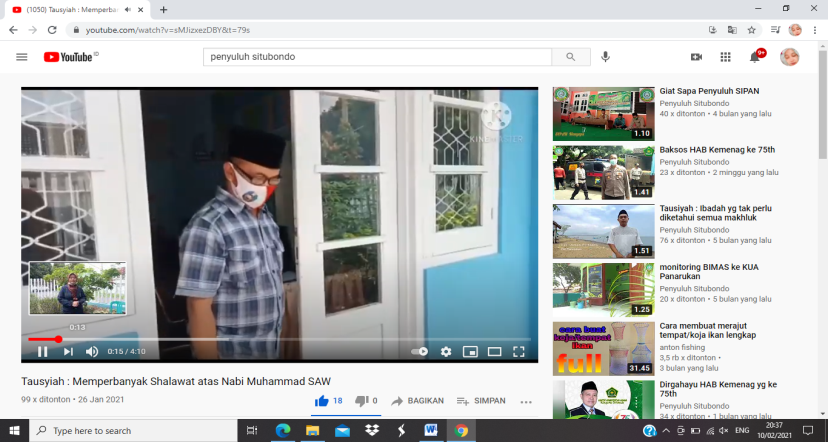 (1050) Tausyiah : Memperba
youtube.com/watch?v=sMJizxezDBY&t=79s
YouTube ID
penyuluh situbondo
9+
KINEMASTER
0:13
0:15 / 4:10
Tausyiah : Memperbanyak Shalawat atas Nabi Muhammad SAW
99 x ditonton • 26 Jan 2021
18
0
BAGIKAN
SIMPAN
1.10
Giat Sapa Penyuluh SIPAN
Penyuluh Situbondo
40 x ditonton • 4 bulan yang lalu
1.41
Baksos HAB Kemenag ke 75th
Penyuluh Situbondo
23 x ditonton • 2 minggu yang lalu
1.51
Tausiyah : Ibadah yg tak perlu
diketahui semua makhluk
Penyuluh Situbondo
76 x ditonton • 5 bulan yang lalu
1.25
monitoring BIMAS ke KUA
Panarukan
Penyuluh Situbondo
20 x ditonton • 5 bulan yang lalu
cara buat
koja/tempat
ikan
full
31.45
Cara membuat merajut
tempat/koja ikan lengkap
anton fishing
3,5 rb x ditonton •
3 bulan yang lalu
Dirgahayu HAB Kemenag yg ke
75th
Penyuluh Situbondo
34 x ditonton • 1 bulan yang lalu
Type here to search
ENG
20:37
10/02/2021